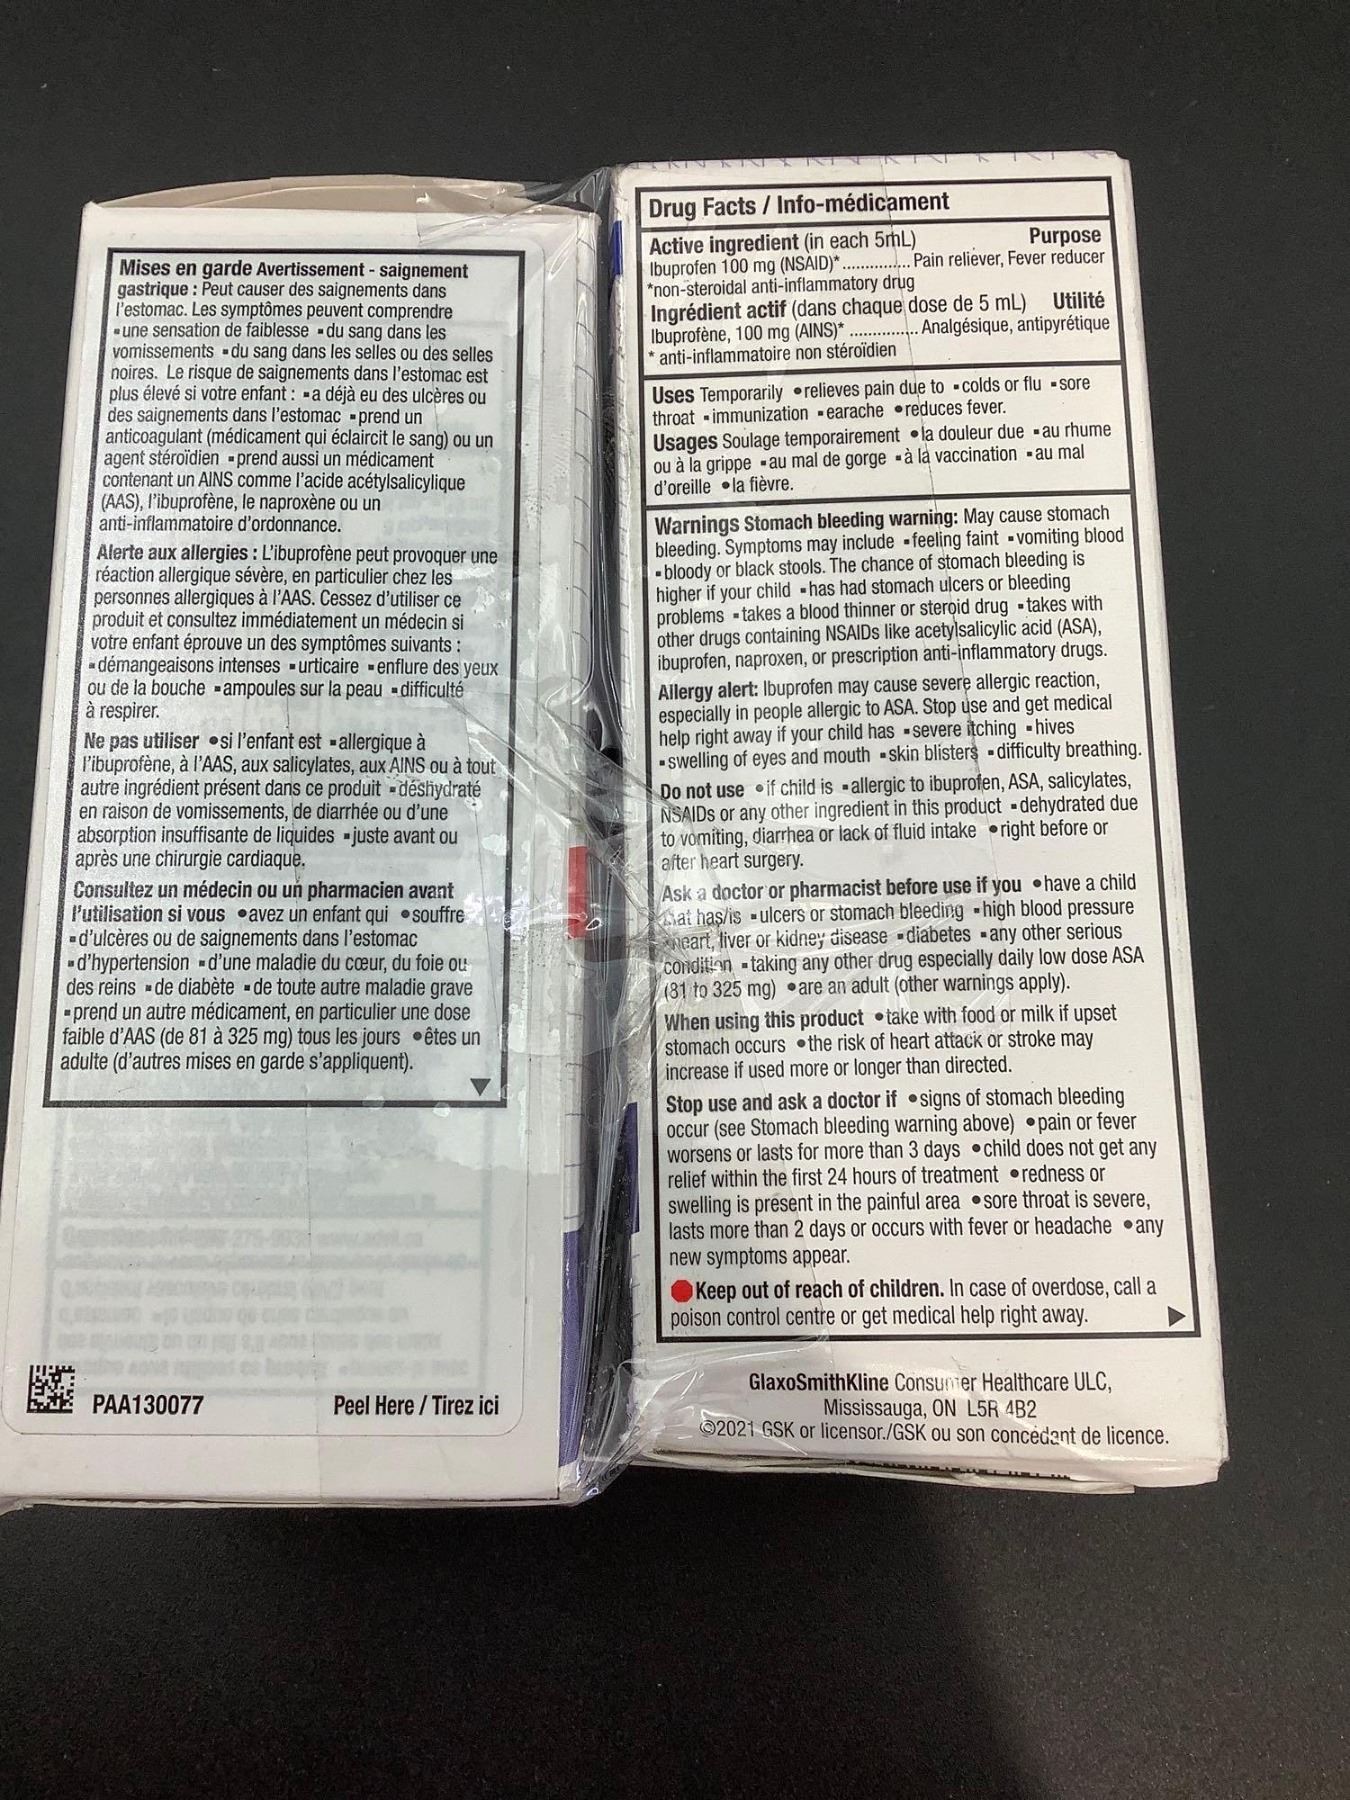 Mises en garde Avertissement - saignement
gastrique : Peut causer des saignements dans
l'estomac. Les symptômes peuvent comprendre
▪une sensation de faiblesse ▪du sang dans les
vomissements ▪du sang dans les selles ou des selles
noires. Le risque de saignements dans l'estomac est
plus élevé si votre enfant : ▪a déjà eu des ulcères ou
des saignements dans l'estomac ▪prend un
anticoagulant (médicament qui éclaircit le sang) ou un
agent stéroïdien ▪prend aussi un médicament
contenant un AINS comme l'acide acétylsalicylique
(AAS), l'ibuprofène, le naproxène ou un
anti-inflammatoire d'ordonnance.
Alerte aux allergies : L'ibuprofène peut provoquer une
réaction allergique sévère, en particulier chez les
personnes allergiques à l'AAS. Cessez d'utiliser ce
produit et consultez immédiatement un médecin si
votre enfant éprouve un des symptômes suivants :
▪démangeaisons intenses ▪urticaire ▪enflure des yeux
ou de la bouche ▪ampoules sur la peau ▪difficulté
à respirer.
Ne pas utiliser ●si l'enfant est ▪allergique à
l'ibuprofène, à l'AAS, aux salicylates, aux AINS ou à tout
autre ingrédient présent dans ce produit ▪déshydraté
en raison de vomissements, de diarrhée ou d'une
absorption insuffisante de liquides ▪juste avant ou
après une chirurgie cardiaque.
Consultez un médecin ou un pharmacien avant
l'utilisation si vous ●avez un enfant qui ●souffre
▪d'ulcères ou de saignements dans l'estomac
▪d'hypertension ▪d'une maladie du cœur, du foie ou
des reins ▪de diabète ▪de toute autre maladie grave
▪prend un autre médicament, en particulier une dose
faible d'AAS (de 81 à 325 mg) tous les jours ●êtes un
adulte (d'autres mises en garde s'appliquent).
PAA130077 Peel Here / Tirez ici
Drug Facts / Info-médicament
Active ingredient (in each 5mL) Purpose
Ibuprofen 100 mg (NSAID)*............... Pain reliever, Fever reducer
*non-steroidal anti-inflammatory drug
Ingrédient actif (dans chaque dose de 5 mL) Utilité
Ibuprofène, 100 mg (AINS)* ............... Analgésique, antipyrétique
* anti-inflammatoire non stéroïdien
Uses Temporarily ●relieves pain due to ▪colds or flu ▪sore
throat ▪immunization ▪earache ●reduces fever.
Usages Soulage temporairement ●la douleur due ▪au rhume
ou à la grippe ▪au mal de gorge ▪à la vaccination ▪au mal
d'oreille ●la fièvre.
Warnings Stomach bleeding warning: May cause stomach
bleeding. Symptoms may include ▪feeling faint ▪vomiting blood
▪bloody or black stools. The chance of stomach bleeding is
higher if your child ▪has had stomach ulcers or bleeding
problems ▪takes a blood thinner or steroid drug ▪takes with
other drugs containing NSAIDs like acetylsalicylic acid (ASA),
ibuprofen, naproxen, or prescription anti-inflammatory drugs.
Allergy alert: Ibuprofen may cause severe allergic reaction,
especially in people allergic to ASA. Stop use and get medical
help right away if your child has ▪severe itching ▪hives
▪swelling of eyes and mouth ▪skin blisters ▪difficulty breathing.
Do not use ●if child is ▪allergic to ibuprofen, ASA, salicylates,
NSAIDs or any other ingredient in this product ▪dehydrated due
to vomiting, diarrhea or lack of fluid intake ●right before or
after heart surgery.
Ask a doctor or pharmacist before use if you ●have a child
that has/is ▪ulcers or stomach bleeding ▪high blood pressure
▪heart, liver or kidney disease ▪diabetes ▪any other serious
condition ▪taking any other drug especially daily low dose ASA
(81 to 325 mg) ●are an adult (other warnings apply).
When using this product ●take with food or milk if upset
stomach occurs ●the risk of heart attack or stroke may
increase if used more or longer than directed.
Stop use and ask a doctor if ●signs of stomach bleeding
occur (see Stomach bleeding warning above) ●pain or fever
worsens or lasts for more than 3 days ●child does not get any
relief within the first 24 hours of treatment ●redness or
swelling is present in the painful area ●sore throat is severe,
lasts more than 2 days or occurs with fever or headache ●any
new symptoms appear.
Keep out of reach of children. In case of overdose, call a
poison control centre or get medical help right away.
GlaxoSmithKline Consumer Healthcare ULC,
Mississauga, ON L5R 4B2
©2021 GSK or licensor./GSK ou son concédant de licence.